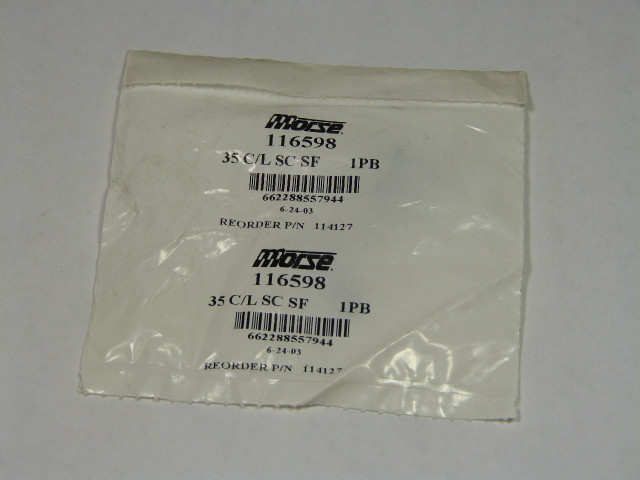 Morse
116598
35 C/L SC SF 1PB
662288557944
6-24-03
REORDER P/N 114127
Morse
116598
35 C/L SC SF 1PB
662288557944
6-24-03
REORDER P/N 114127